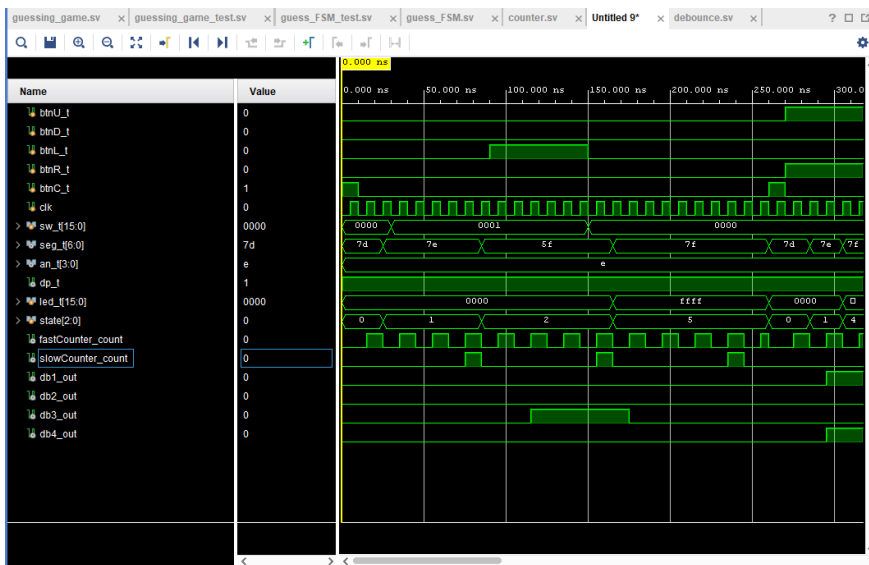 guessing_game.sv × guessing_game_test.sv × guess_FSM_test.sv × guess_FSM.sv × counter.sv × Untitled 9* × debounce.sv ×
0.000 ns
Name Value
0.000 ns 50.000 ns 100.000 ns 150.000 ns 200.000 ns 250.000 ns 300.0
btnU_t 0
btnD_t 0
btnL_t 0
btnR_t 0
btnC_t 1
clk 0
sw_t[15:0] 0000 0000 0001 0000
seg_t[6:0] 7d 7d 7e 5f 7f 7d 7e 7f
an_t[3:0] e e
dp_t 1
led_t[15:0] 0000 0000 ffff 0000
state[2:0] 0 0 1 2 5 0 1 4
fastCounter_count 0
slowCounter_count 0
db1_out 0
db2_out 0
db3_out 0
db4_out 0